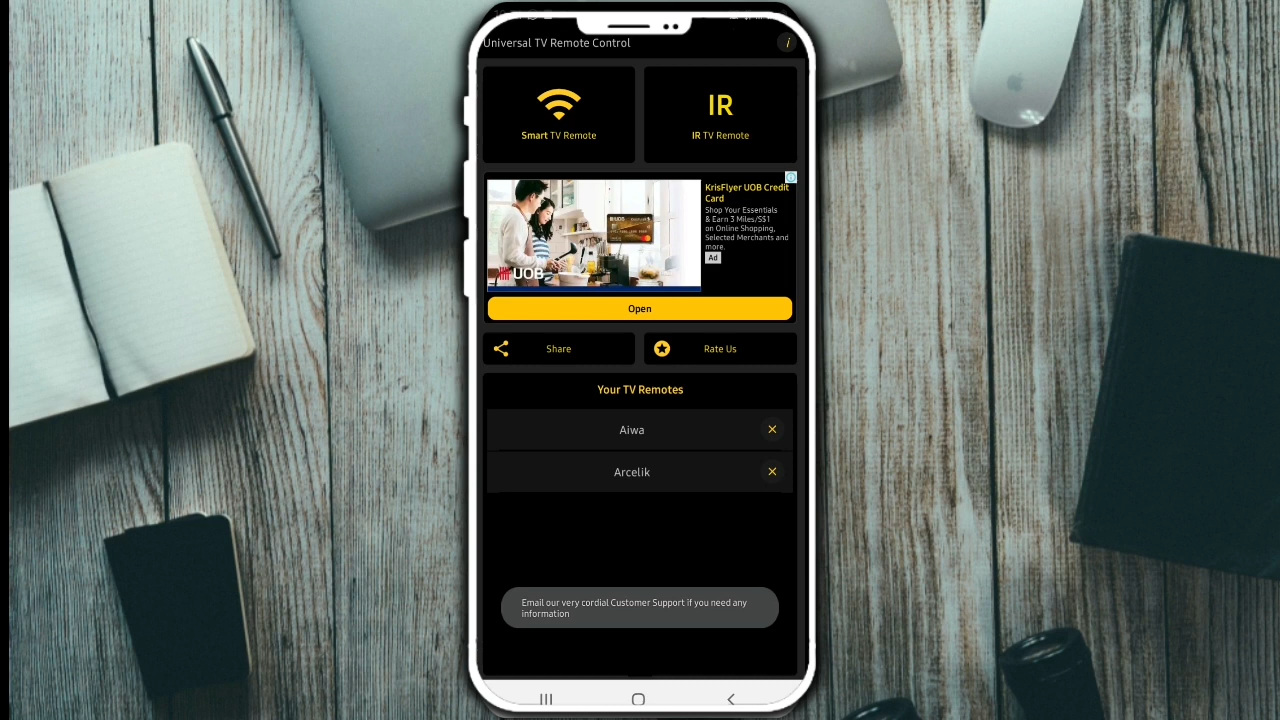 Universal TV Remote Control
i
IR
Smart TV Remote
IR TV Remote
KrisFlyer UOB Credit
Card
Shop Your Essentials
& Earn 3 Miles/S$1
on Online Shopping,
Selected Merchants and
more.
Ad
UOB
UOB
Open
Share
Rate Us
Your TV Remotes
Aiwa
Arcelik
Email our very cordial Customer Support if you need any
information